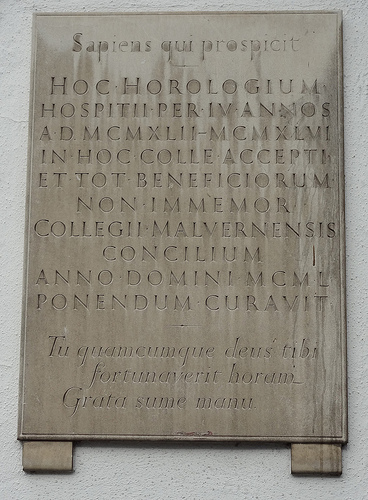 Sapiens qui prospicit
HOC·HOROLOGIUM·
HOSPITII·PER·IV·ANNOS
A·D·MCMXLII–MCMXLVI
IN·HOC·COLLE·ACCEPTI
ET·TOT·BENEFICIORUM·
NON·IMMEMOR
COLLEGII·MALVERNENSIS
CONCILIUM
ANNO·DOMINI·MCML
PONENDUM·CURAVIT
Tu quamcumque deus tibi
fortunaverit horam
Grata sume manu.